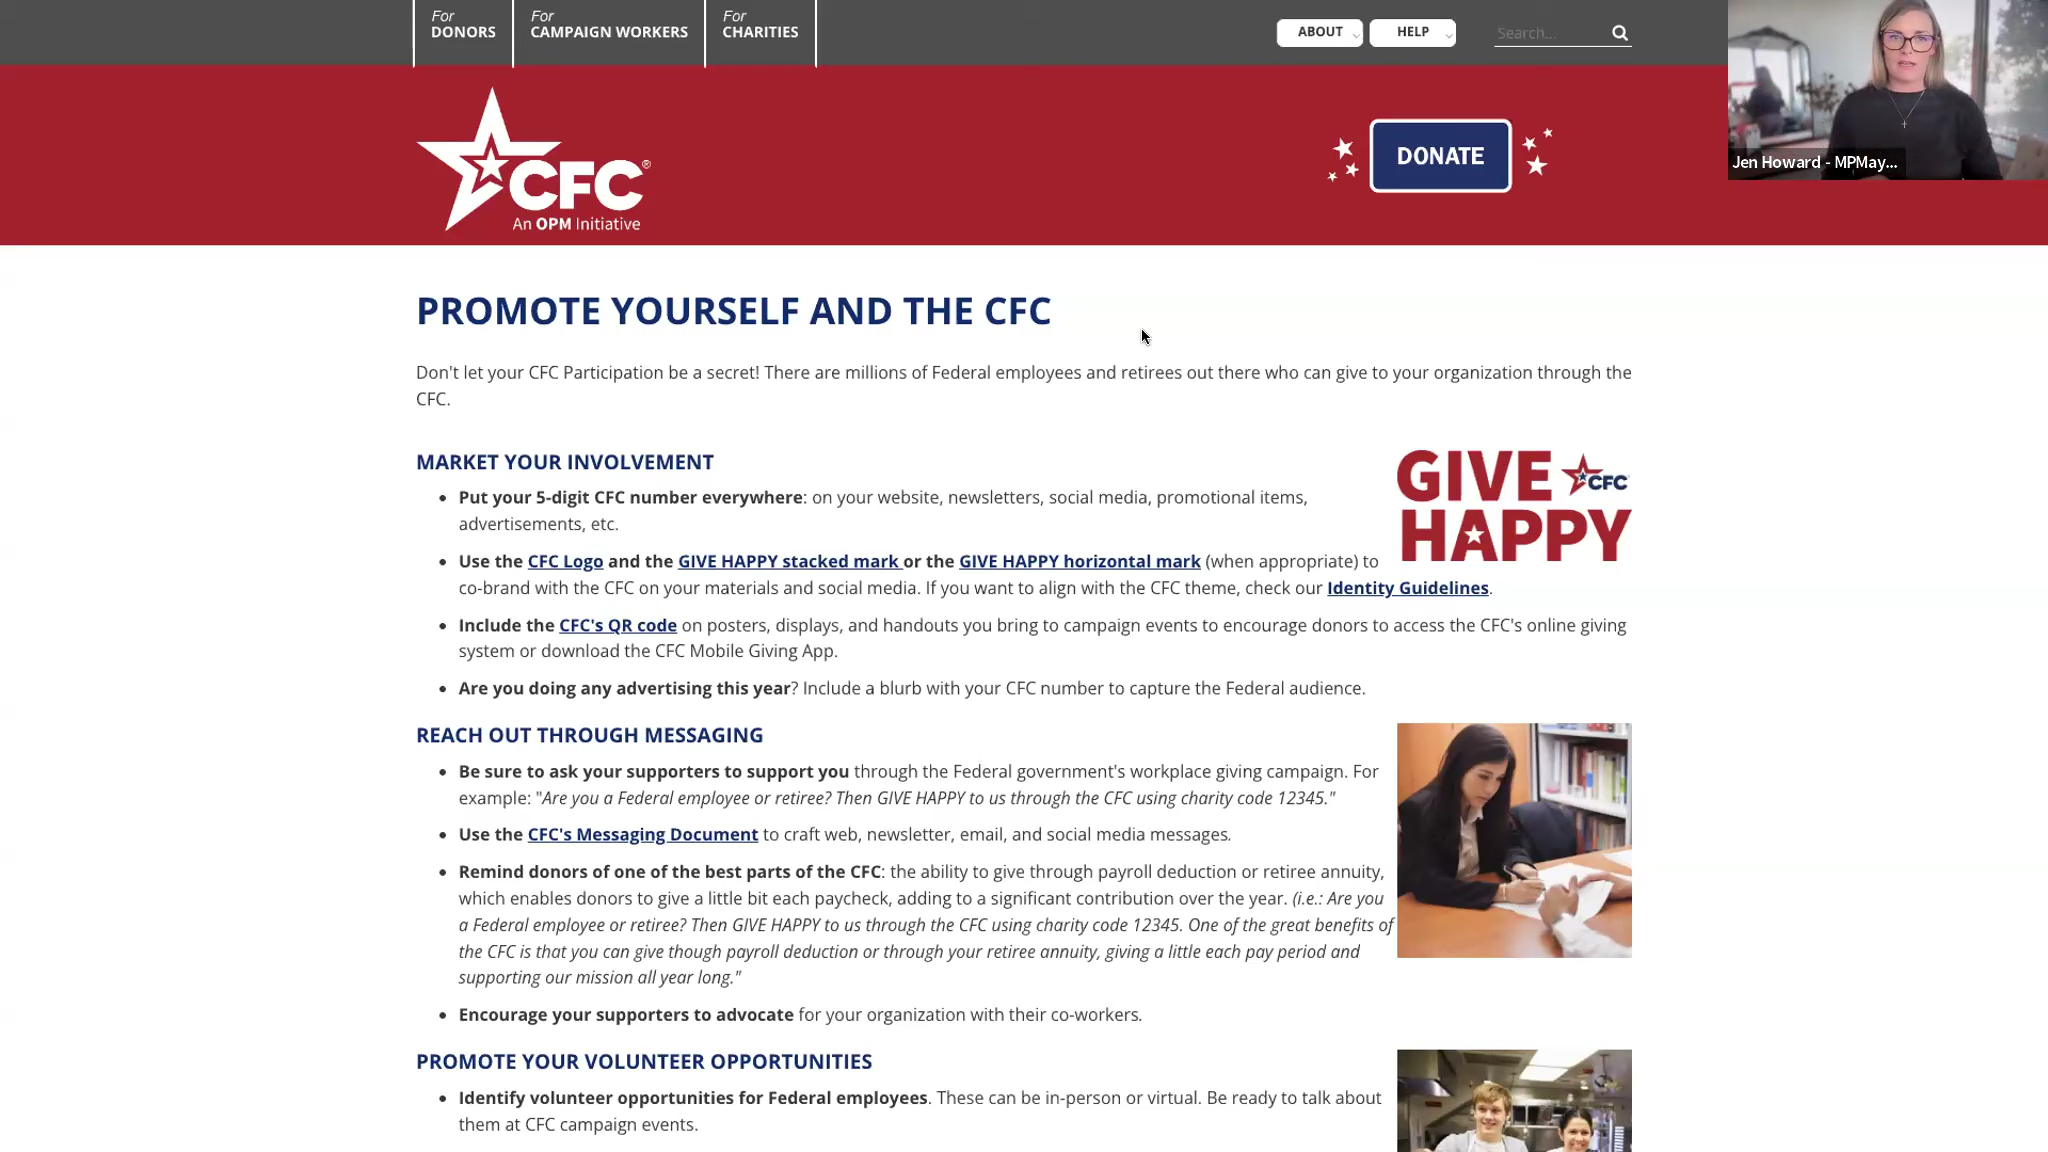 For
DONORS
For
CAMPAIGN WORKERS
For
CHARITIES
ABOUT
HELP
Search...
Jen Howard - MPMay...
CFC®
An OPM Initiative
DONATE
PROMOTE YOURSELF AND THE CFC
Don't let your CFC Participation be a secret! There are millions of Federal employees and retirees out there who can give to your organization through the
CFC.
MARKET YOUR INVOLVEMENT
• Put your 5-digit CFC number everywhere: on your website, newsletters, social media, promotional items,
advertisements, etc.
• Use the CFC Logo and the GIVE HAPPY stacked mark or the GIVE HAPPY horizontal mark (when appropriate) to
co-brand with the CFC on your materials and social media. If you want to align with the CFC theme, check our Identity Guidelines.
• Include the CFC's QR code on posters, displays, and handouts you bring to campaign events to encourage donors to access the CFC's online giving
system or download the CFC Mobile Giving App.
• Are you doing any advertising this year? Include a blurb with your CFC number to capture the Federal audience.
GIVE CFC
HAPPY
REACH OUT THROUGH MESSAGING
• Be sure to ask your supporters to support you through the Federal government's workplace giving campaign. For
example: "Are you a Federal employee or retiree? Then GIVE HAPPY to us through the CFC using charity code 12345."
• Use the CFC's Messaging Document to craft web, newsletter, email, and social media messages.
• Remind donors of one of the best parts of the CFC: the ability to give through payroll deduction or retiree annuity,
which enables donors to give a little bit each paycheck, adding to a significant contribution over the year. (i.e.: Are you
a Federal employee or retiree? Then GIVE HAPPY to us through the CFC using charity code 12345. One of the great benefits of
the CFC is that you can give though payroll deduction or through your retiree annuity, giving a little each pay period and
supporting our mission all year long."
• Encourage your supporters to advocate for your organization with their co-workers.
PROMOTE YOUR VOLUNTEER OPPORTUNITIES
• Identify volunteer opportunities for Federal employees. These can be in-person or virtual. Be ready to talk about
them at CFC campaign events.